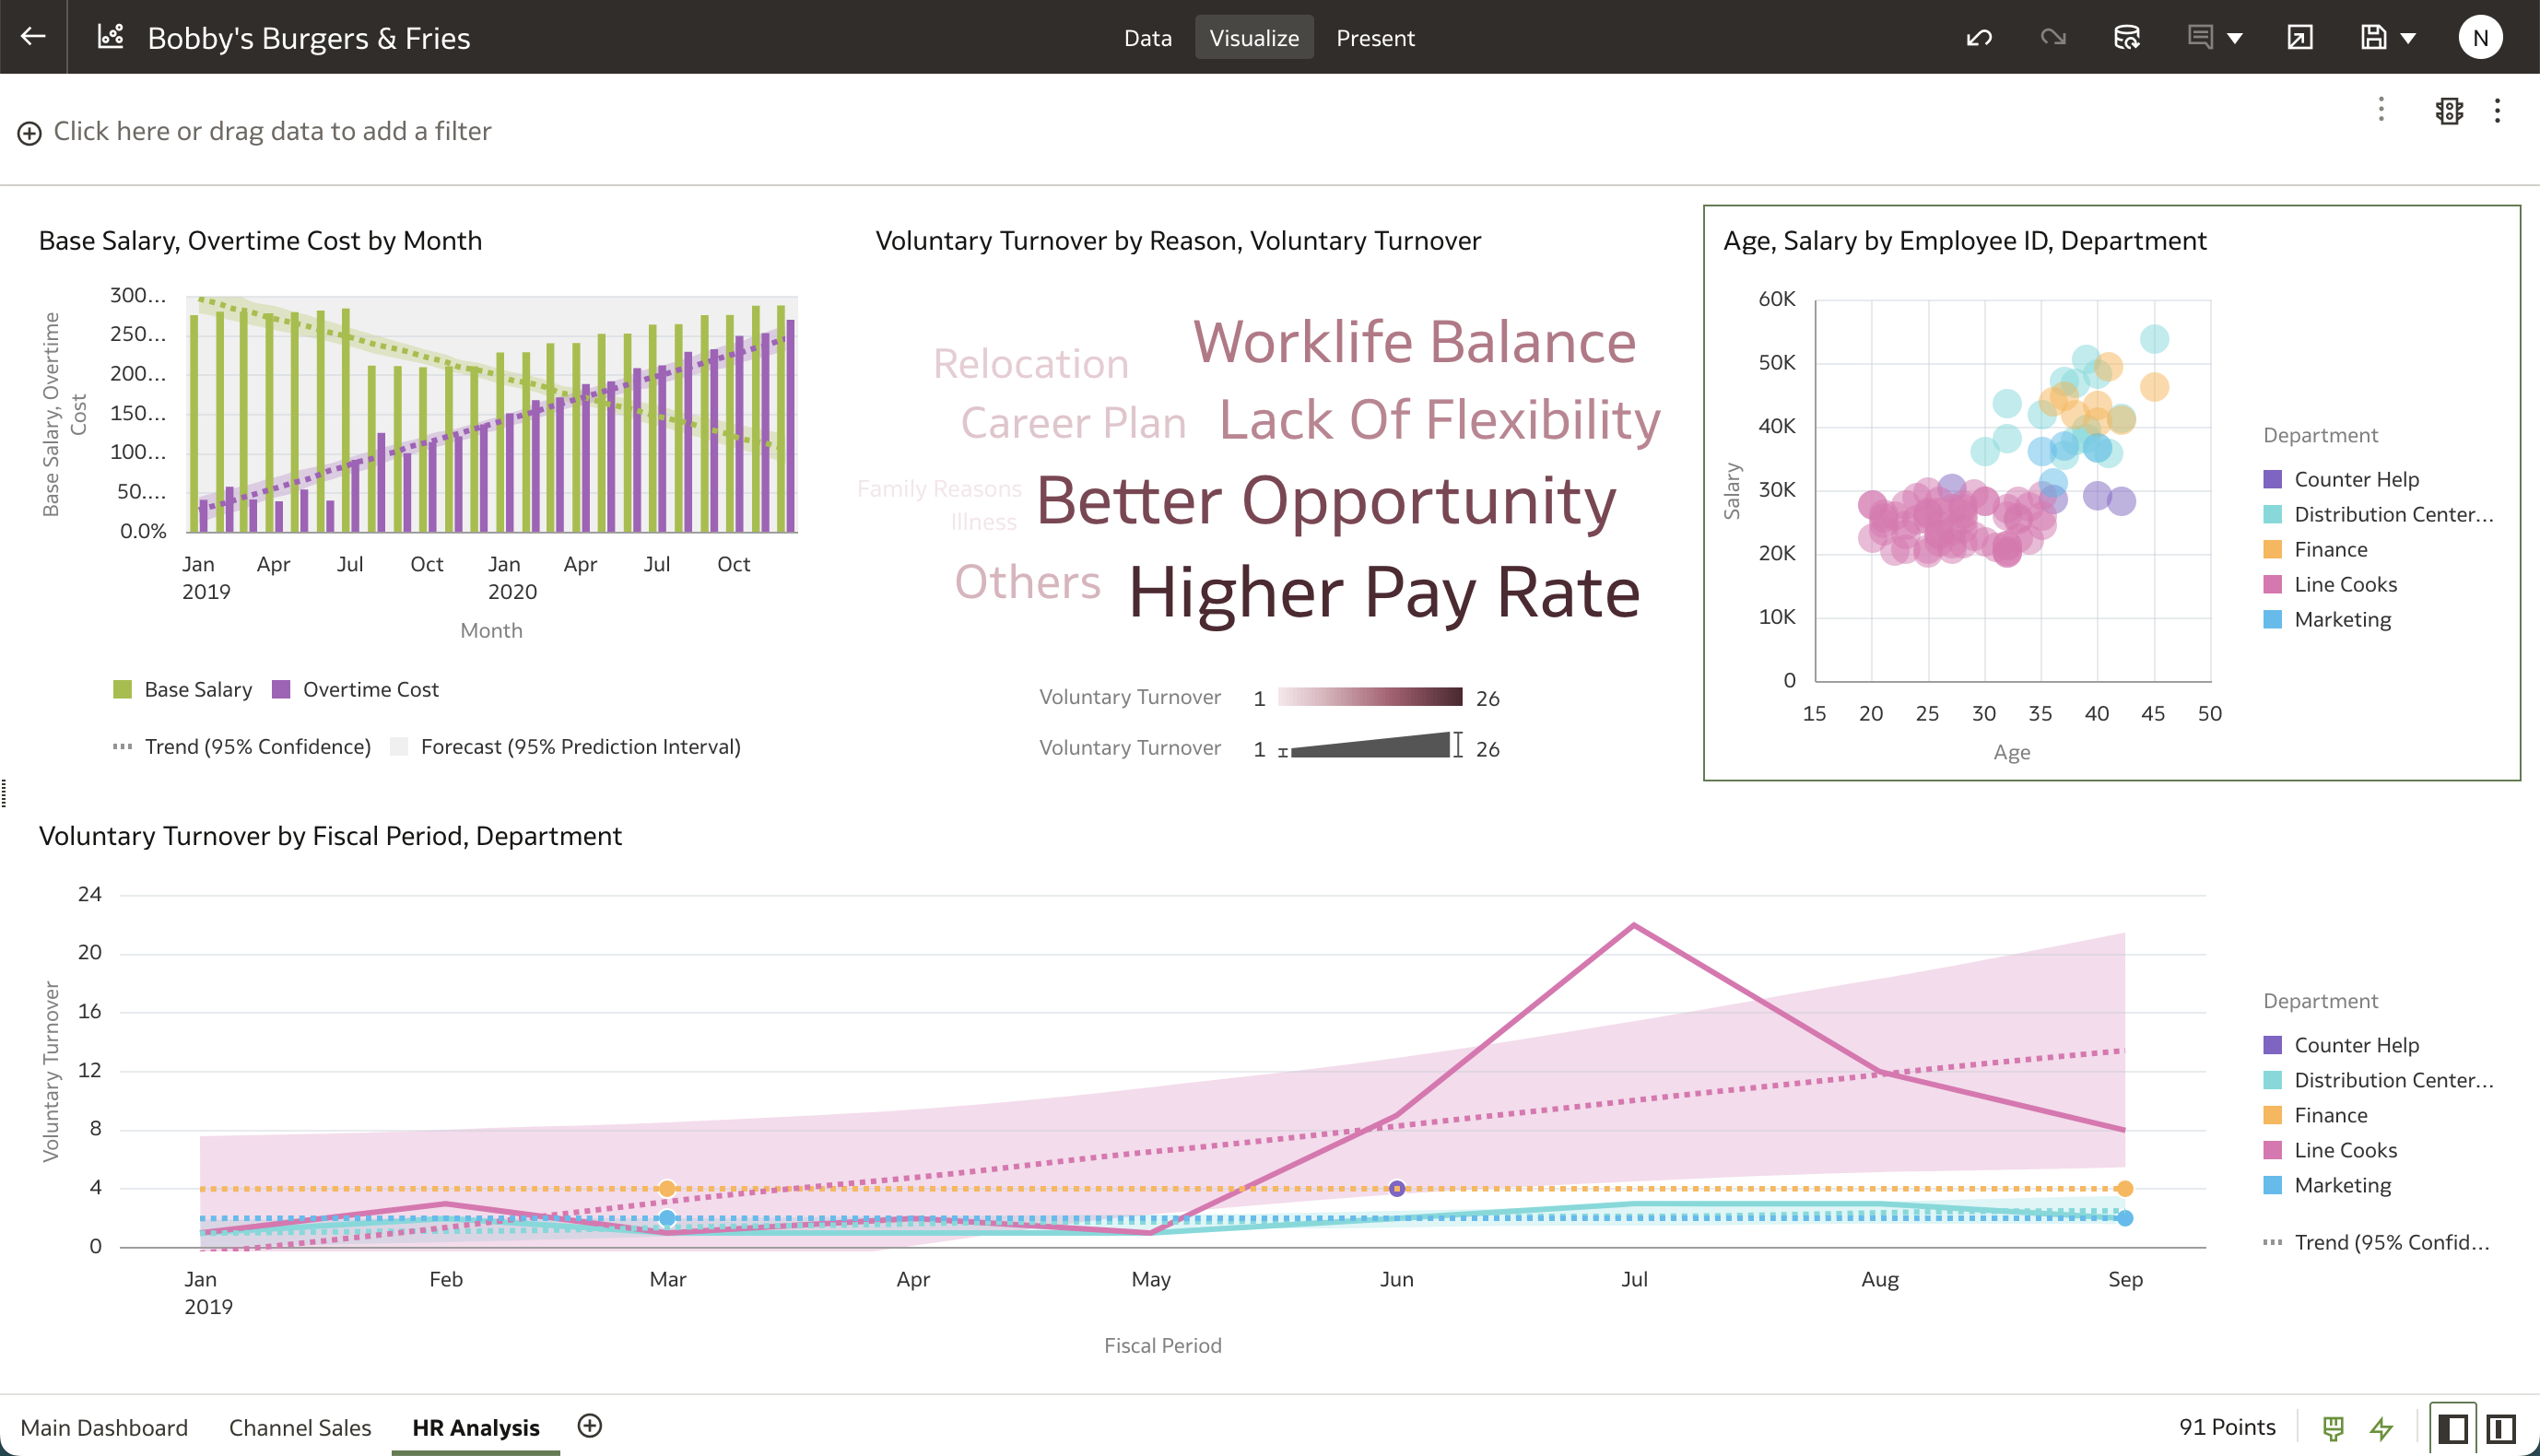 Bobby's Burgers & Fries
Data Visualize Present
N
Click here or drag data to add a filter
Base Salary, Overtime Cost by Month
Base Salary, Overtime
Cost
300...
250...
200...
150...
100...
50....
0.0%
Jan Apr Jul Oct Jan Apr Jul Oct
2019 2020
Month
Base Salary Overtime Cost
Trend (95% Confidence) Forecast (95% Prediction Interval)
Voluntary Turnover by Reason, Voluntary Turnover
Worklife Balance
Relocation
Career Plan Lack Of Flexibility
Family Reasons Better Opportunity
Illness
Others Higher Pay Rate
Voluntary Turnover 1 26
Voluntary Turnover 1 26
Age, Salary by Employee ID, Department
Salary
60K
50K
40K
30K
20K
10K
0
15 20 25 30 35 40 45 50
Age
Department
Counter Help
Distribution Center...
Finance
Line Cooks
Marketing
Voluntary Turnover by Fiscal Period, Department
Voluntary Turnover
24
20
16
12
8
4
0
Jan Feb Mar Apr May Jun Jul Aug Sep
2019
Fiscal Period
Department
Counter Help
Distribution Center...
Finance
Line Cooks
Marketing
Trend (95% Confid...
Main Dashboard Channel Sales HR Analysis
91 Points